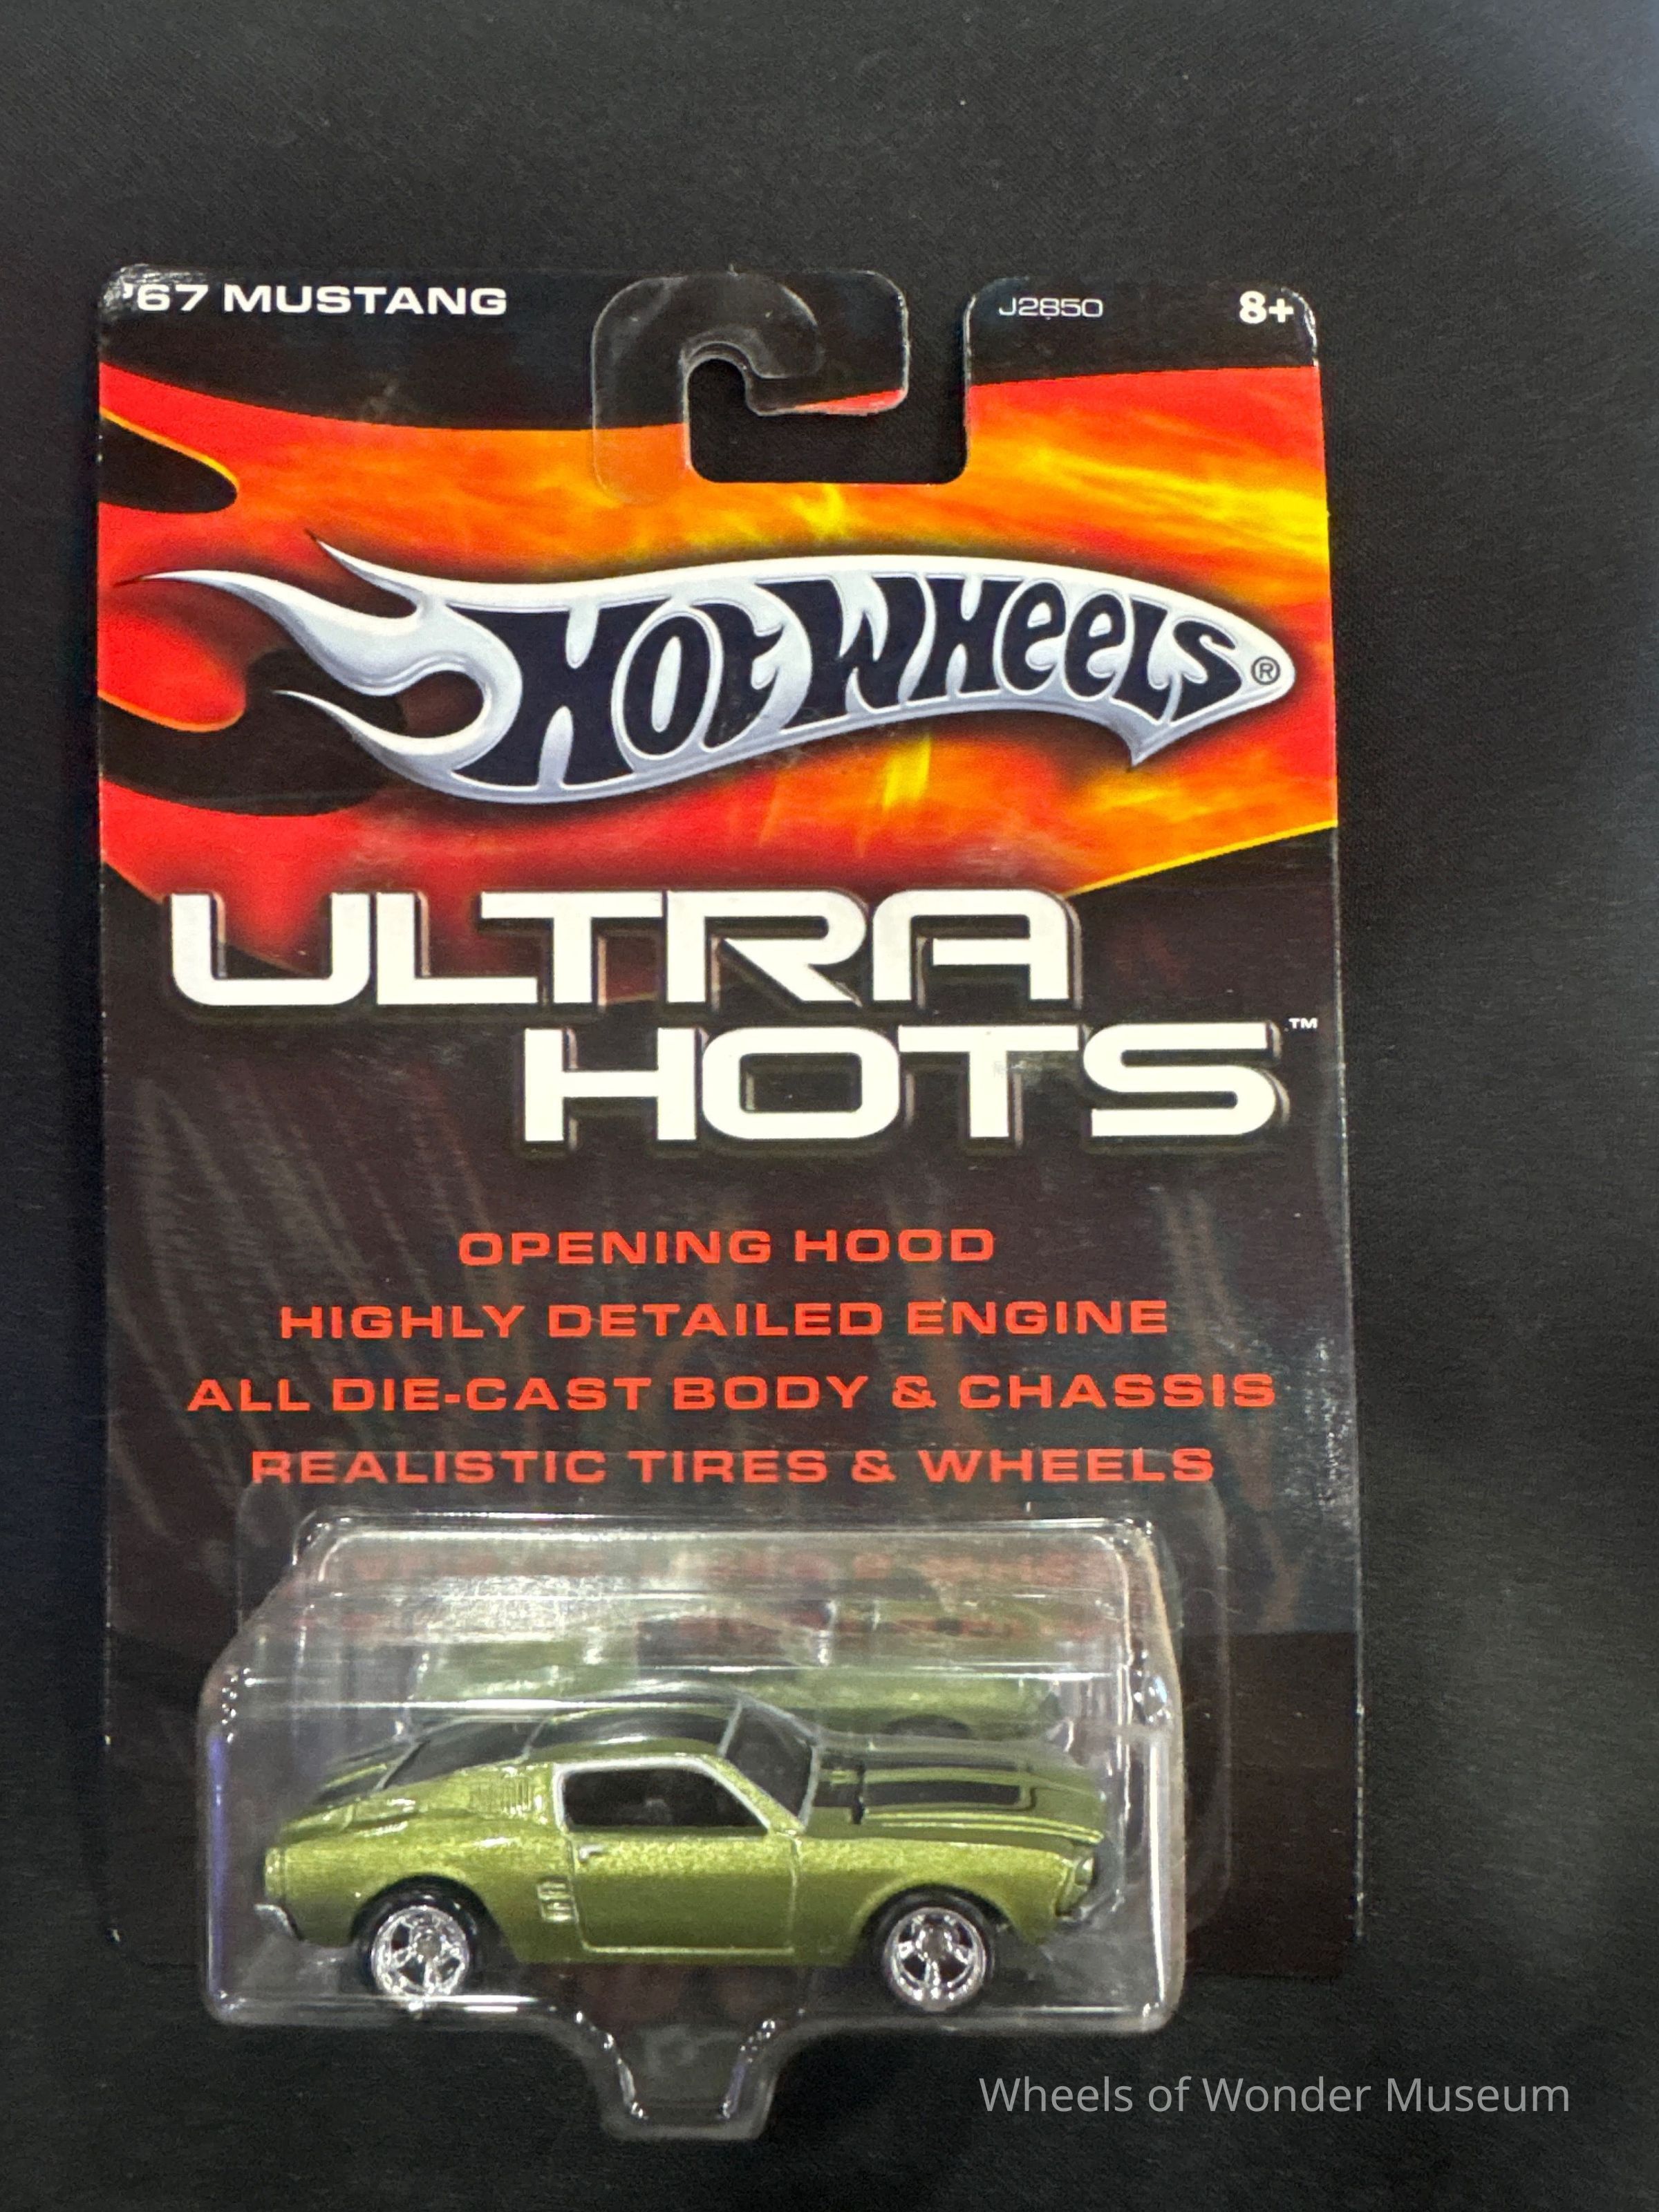 '67 MUSTANG
J2850
8+
HOT WHEELS®
ULTRA
HOTS™
OPENING HOOD
HIGHLY DETAILED ENGINE
ALL DIE-CAST BODY & CHASSIS
REALISTIC TIRES & WHEELS
Wheels of Wonder Museum